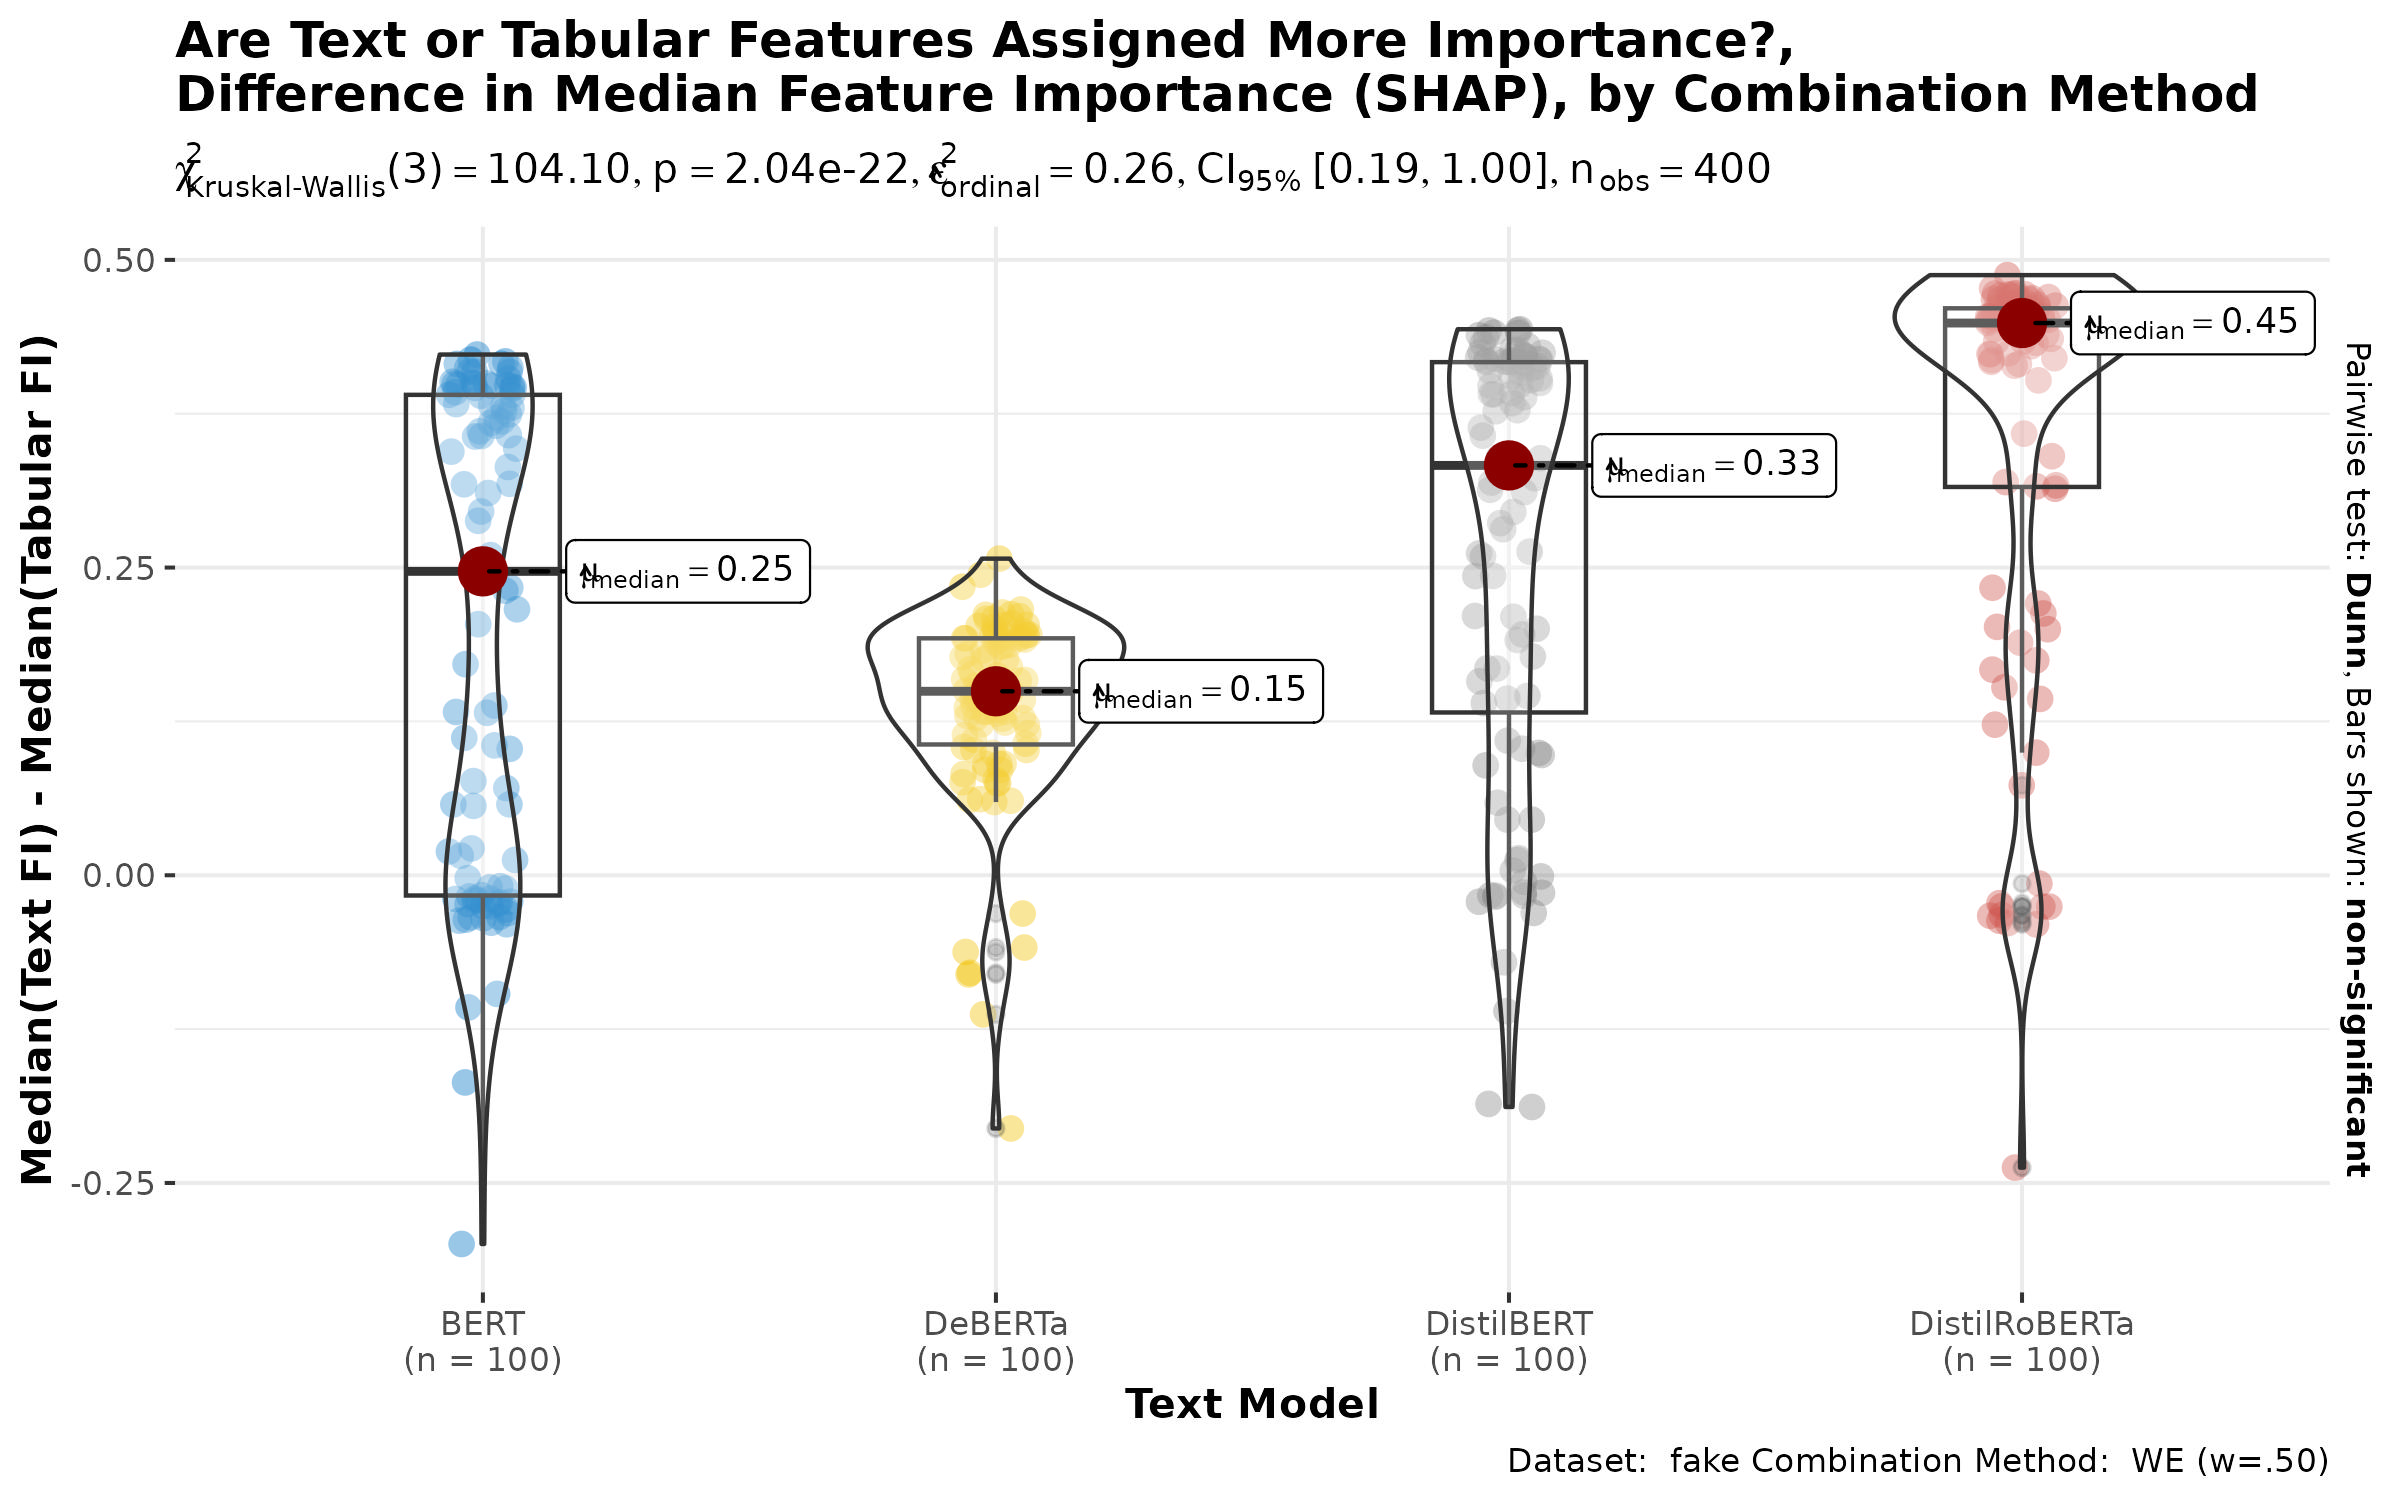 Are Text or Tabular Features Assigned More Importance?,
Difference in Median Feature Importance (SHAP), by Combination Method
χ²Kruskal-Wallis(3) = 104.10, p = 2.04e-22, ε̂²ordinal = 0.26, CI95% [0.19, 1.00], nobs = 400
Median(Text FI) - Median(Tabular FI)
0.50
0.25
0.00
-0.25
μ̂median = 0.25
μ̂median = 0.15
μ̂median = 0.33
μ̂median = 0.45
Pairwise test: Dunn, Bars shown: non-significant
BERT
(n = 100)
DeBERTa
(n = 100)
DistilBERT
(n = 100)
DistilRoBERTa
(n = 100)
Text Model
Dataset:  fake Combination Method:  WE (w=.50)